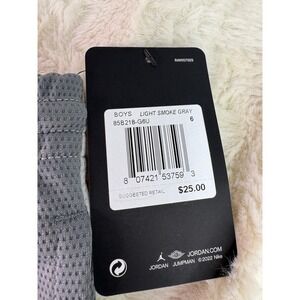 BOYS LIGHT SMOKE GRAY
85B218-G6U 6
8 07421 53759 3
SUGGESTED RETAIL $25.00
JORDAN.COM
JORDAN JUMPMAN ©2022 Nike